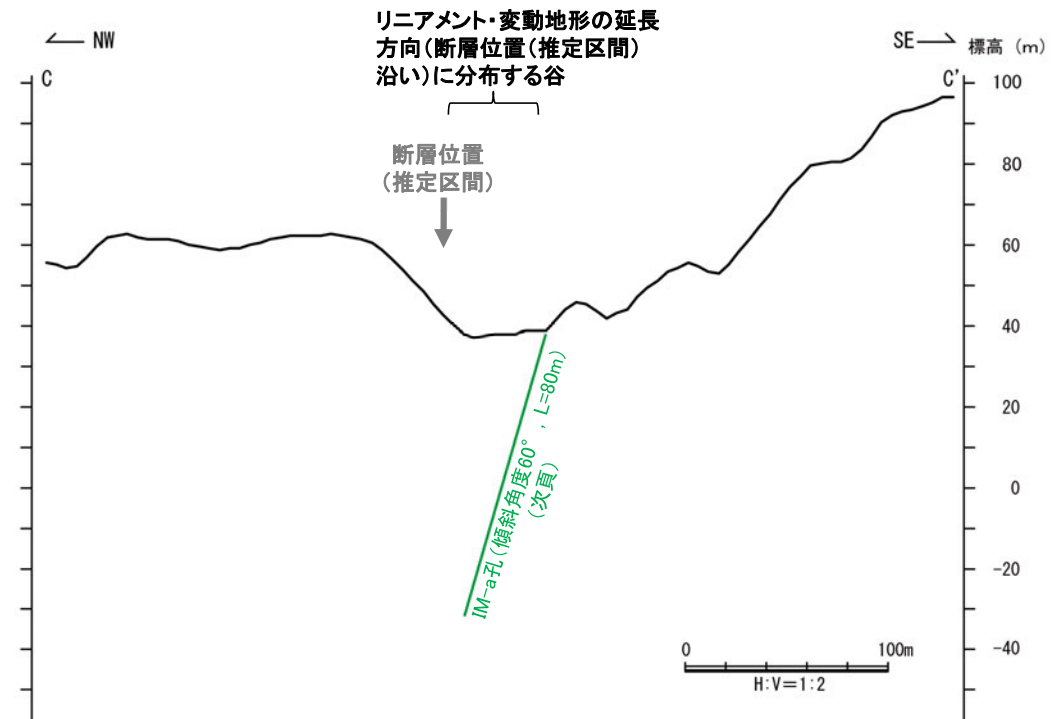 リニアメント・変動地形の延長
方向(断層位置(推定区間)
沿い)に分布する谷
NW
SE
標高 (m)
C
C'
断層位置
(推定区間)
100
80
60
40
20
0
-20
-40
IM-a孔(傾斜角度60°, L=80m)
(次頁)
0 100m
H:V=1:2